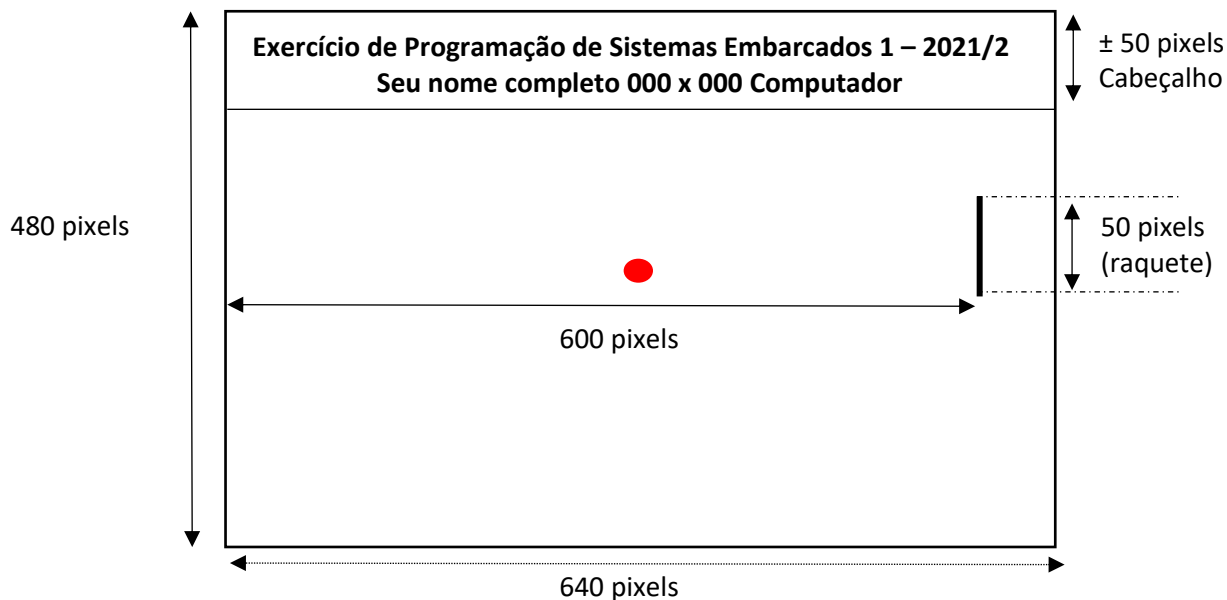 Exercício de Programação de Sistemas Embarcados 1 – 2021/2
Seu nome completo 000 x 000 Computador
± 50 pixels
Cabeçalho
480 pixels
50 pixels
(raquete)
600 pixels
640 pixels